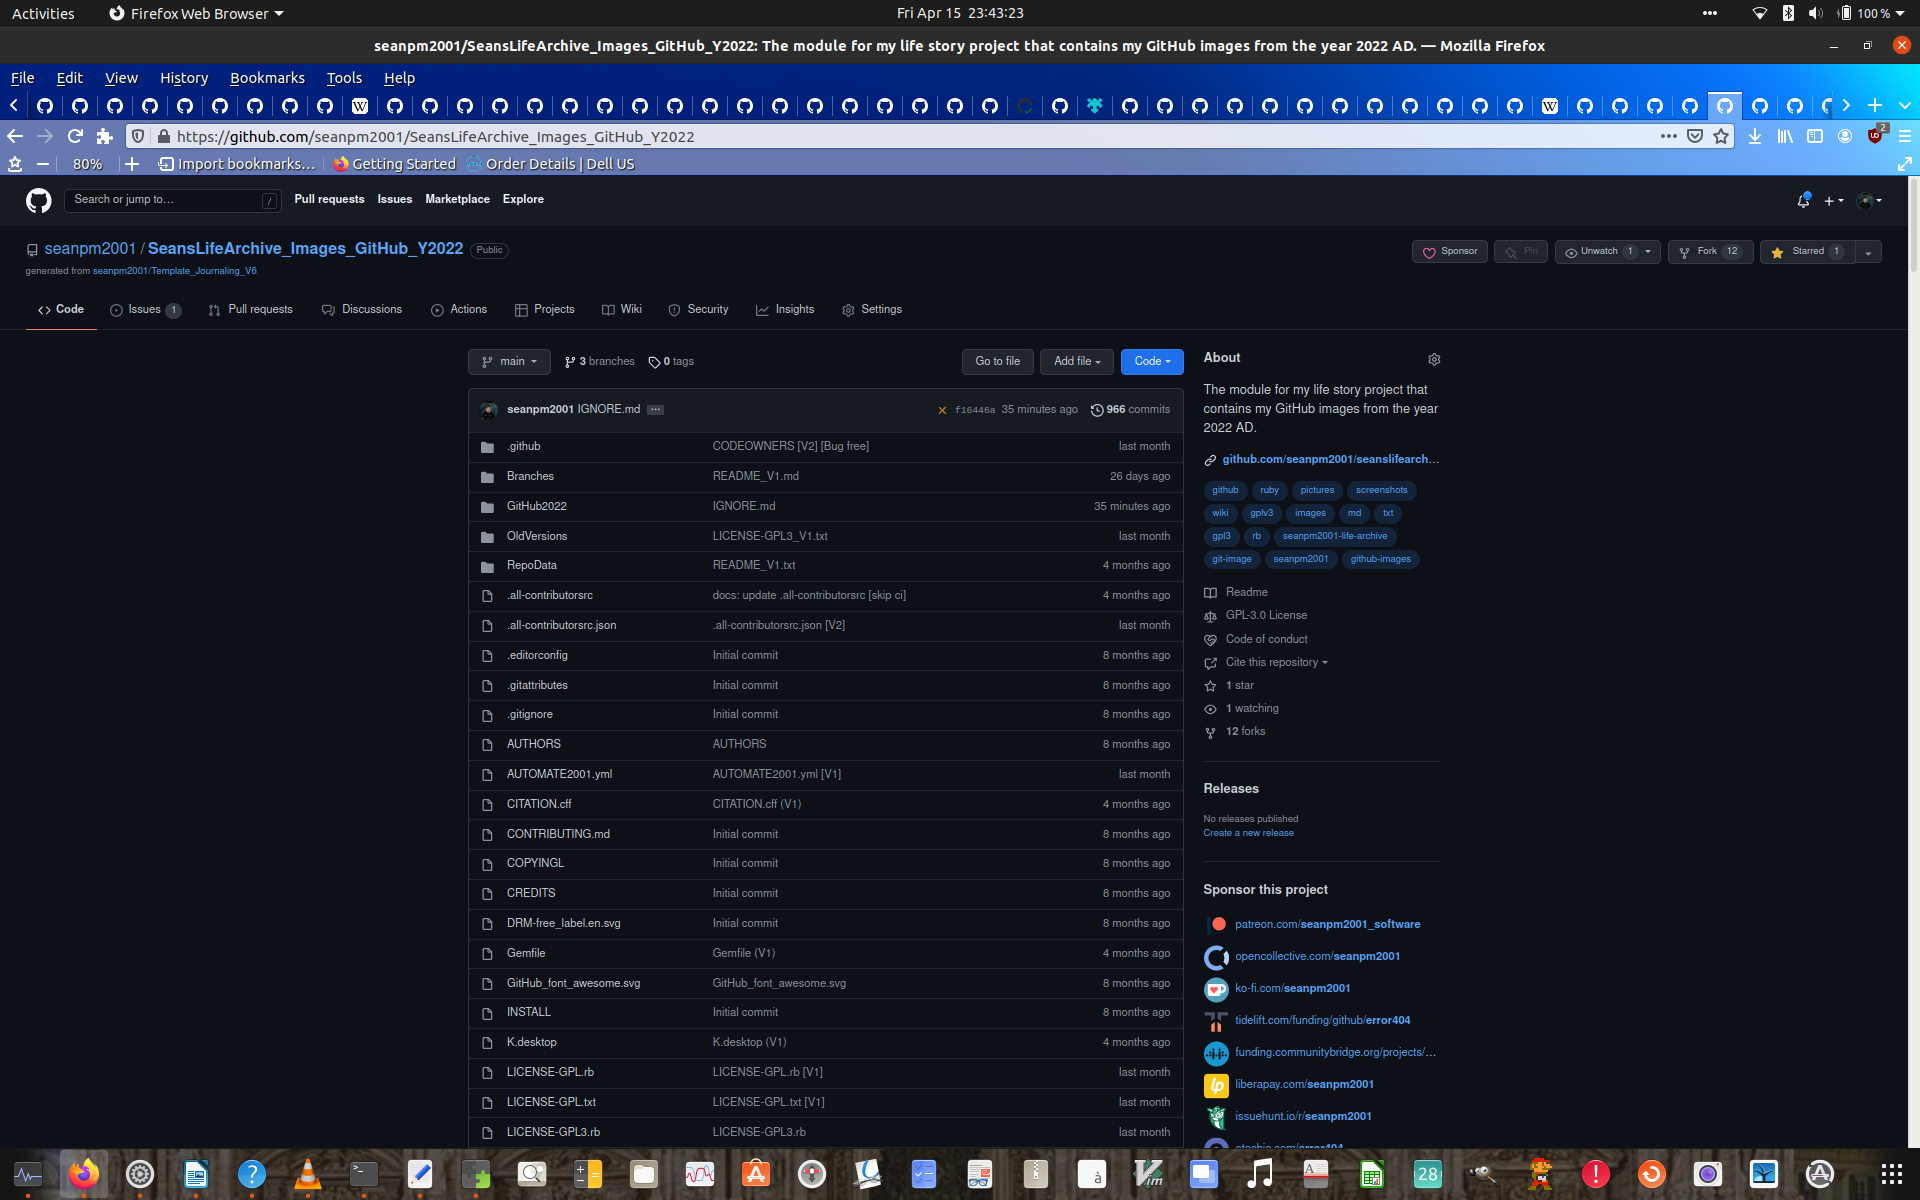 Activities
Firefox Web Browser
Fri Apr 15 23:43:23
100 %
seanpm2001/SeansLifeArchive_Images_GitHub_Y2022: The module for my life story project that contains my GitHub images from the year 2022 AD. — Mozilla Firefox
File Edit View History Bookmarks Tools Help
https://github.com/seanpm2001/SeansLifeArchive_Images_GitHub_Y2022
2
80%
Import bookmarks...
Getting Started
Order Details | Dell US
Search or jump to...
/
Pull requests Issues Marketplace Explore
seanpm2001 / SeansLifeArchive_Images_GitHub_Y2022 Public
Sponsor
Pin
Unwatch 1
Fork 12
Starred 1
generated from seanpm2001/Template_Journaling_V6
Code
Issues 1
Pull requests
Discussions
Actions
Projects
Wiki
Security
Insights
Settings
main
3 branches
0 tags
Go to file
Add file
Code
seanpm2001 IGNORE.md ... f16446a 35 minutes ago 966 commits
.github CODEOWNERS [V2] [Bug free] last month
Branches README_V1.md 26 days ago
GitHub2022 IGNORE.md 35 minutes ago
OldVersions LICENSE-GPL3_V1.txt last month
RepoData README_V1.txt 4 months ago
.all-contributorsrc docs: update .all-contributorsrc [skip ci] 4 months ago
.all-contributorsrc.json .all-contributorsrc.json [V2] last month
.editorconfig Initial commit 8 months ago
.gitattributes Initial commit 8 months ago
.gitignore Initial commit 8 months ago
AUTHORS AUTHORS 8 months ago
AUTOMATE2001.yml AUTOMATE2001.yml [V1] last month
CITATION.cff CITATION.cff (V1) 4 months ago
CONTRIBUTING.md Initial commit 8 months ago
COPYINGL Initial commit 8 months ago
CREDITS Initial commit 8 months ago
DRM-free_label.en.svg Initial commit 8 months ago
Gemfile Gemfile (V1) 4 months ago
GitHub_font_awesome.svg GitHub_font_awesome.svg 8 months ago
INSTALL Initial commit 8 months ago
K.desktop K.desktop (V1) 4 months ago
LICENSE-GPL.rb LICENSE-GPL.rb [V1] last month
LICENSE-GPL.txt LICENSE-GPL.txt [V1] last month
LICENSE-GPL3.rb LICENSE-GPL3.rb last month
About
The module for my life story project that
contains my GitHub images from the year
2022 AD.
github.com/seanpm2001/seanslifearch...
github ruby pictures screenshots
wiki gplv3 images md txt
gpl3 rb seanpm2001-life-archive
git-image seanpm2001 github-images
Readme
GPL-3.0 License
Code of conduct
Cite this repository
1 star
1 watching
12 forks
Releases
No releases published
Create a new release
Sponsor this project
patreon.com/seanpm2001_software
opencollective.com/seanpm2001
ko-fi.com/seanpm2001
tidelift.com/funding/github/error404
funding.communitybridge.org/projects/...
liberapay.com/seanpm2001
issuehunt.io/r/seanpm2001
otechie.com/error404
28